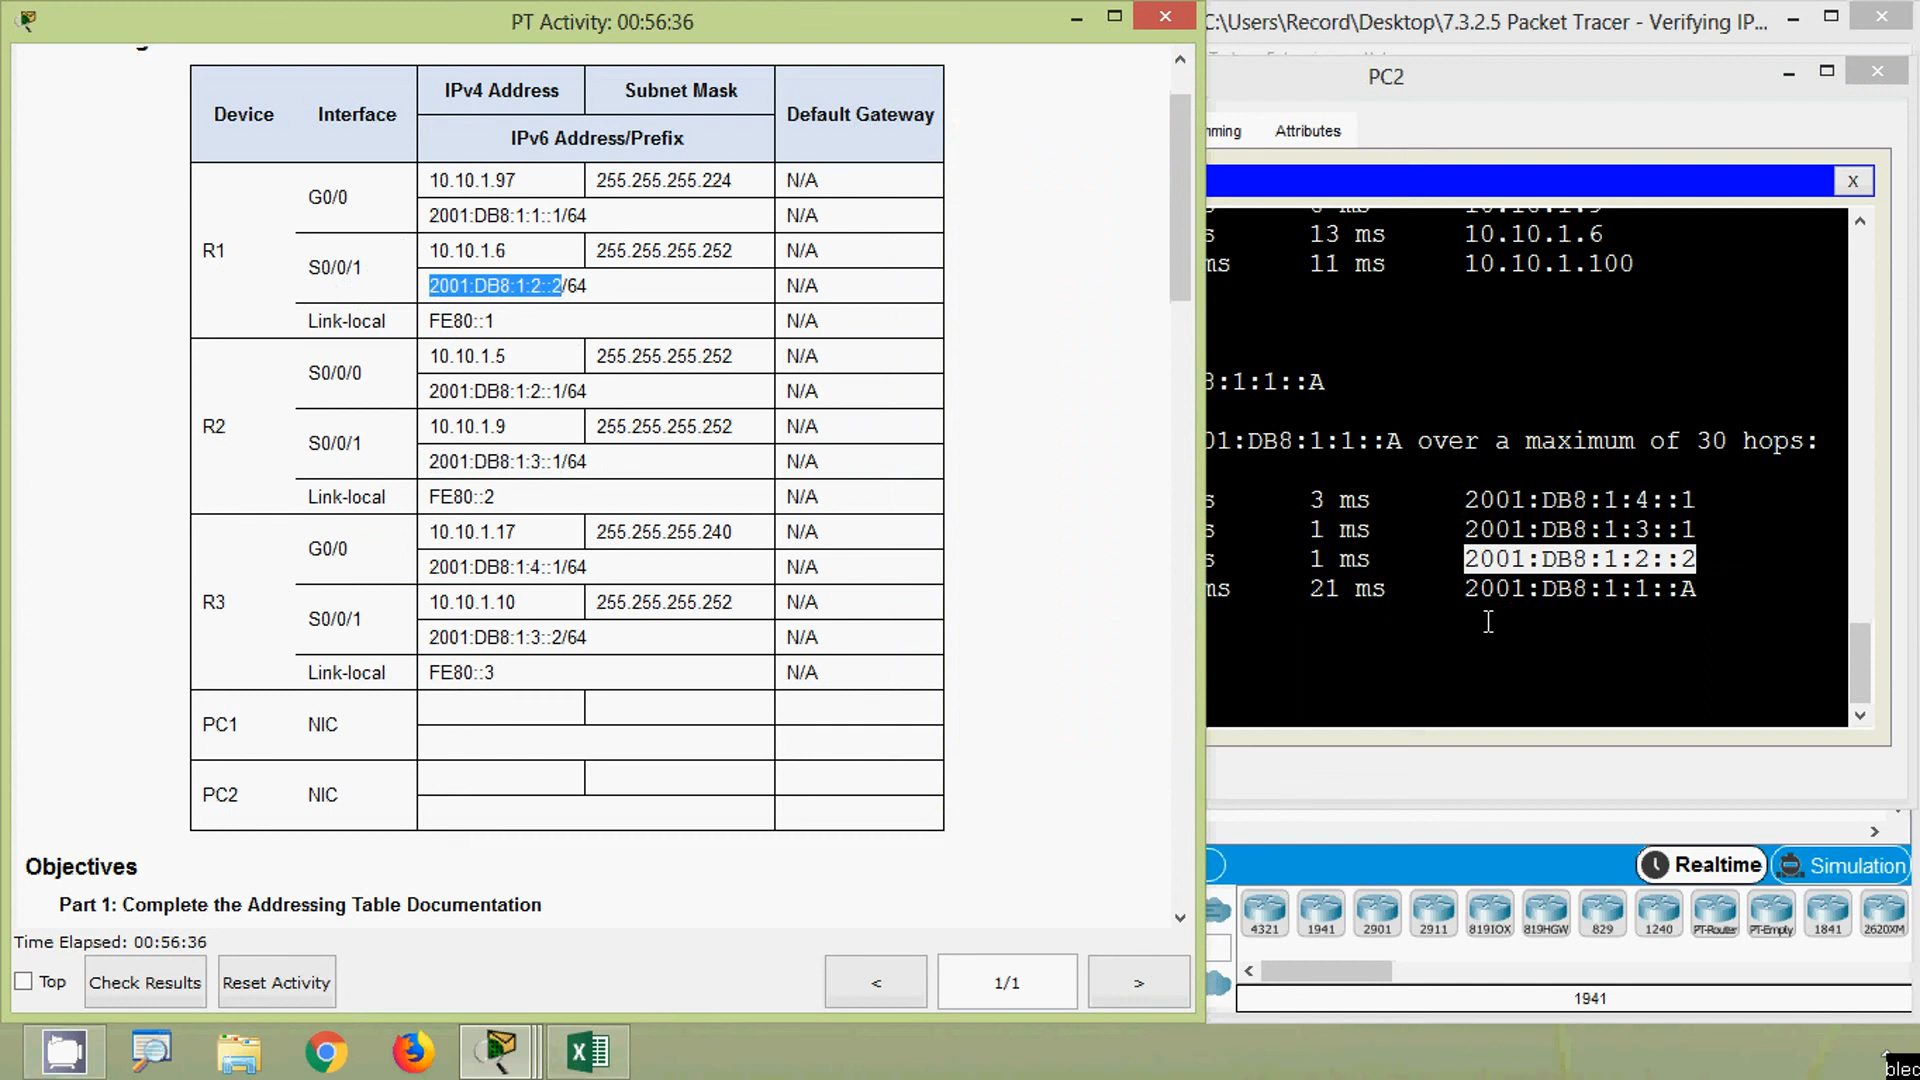 PT Activity: 00:56:36
C:\Users\Record\Desktop\7.3.2.5 Packet Tracer - Verifying IP...
PC2
Attributes
X
Device Interface IPv4 Address Subnet Mask Default Gateway
IPv6 Address/Prefix
R1 G0/0 10.10.1.97 255.255.255.224 N/A
2001:DB8:1:1::1/64 N/A
S0/0/1 10.10.1.6 255.255.255.252 N/A
2001:DB8:1:2::2/64 N/A
Link-local FE80::1 N/A
R2 S0/0/0 10.10.1.5 255.255.255.252 N/A
2001:DB8:1:2::1/64 N/A
S0/0/1 10.10.1.9 255.255.255.252 N/A
2001:DB8:1:3::1/64 N/A
Link-local FE80::2 N/A
R3 G0/0 10.10.1.17 255.255.255.240 N/A
2001:DB8:1:4::1/64 N/A
S0/0/1 10.10.1.10 255.255.255.252 N/A
2001:DB8:1:3::2/64 N/A
Link-local FE80::3 N/A
PC1 NIC
PC2 NIC
Objectives
Part 1: Complete the Addressing Table Documentation
Time Elapsed: 00:56:36
Top Check Results Reset Activity < 1/1 >
s 13 ms 10.10.1.6
ms 11 ms 10.10.1.100
:1:1::A
01:DB8:1:1::A over a maximum of 30 hops:
s 3 ms 2001:DB8:1:4::1
s 1 ms 2001:DB8:1:3::1
s 1 ms 2001:DB8:1:2::2
ms 21 ms 2001:DB8:1:1::A
Realtime Simulation
4321 1941 2901 2911 819IOX 819HGW 829 1240 PT-Router PT-Empty 1841 2620XM
1941
blec